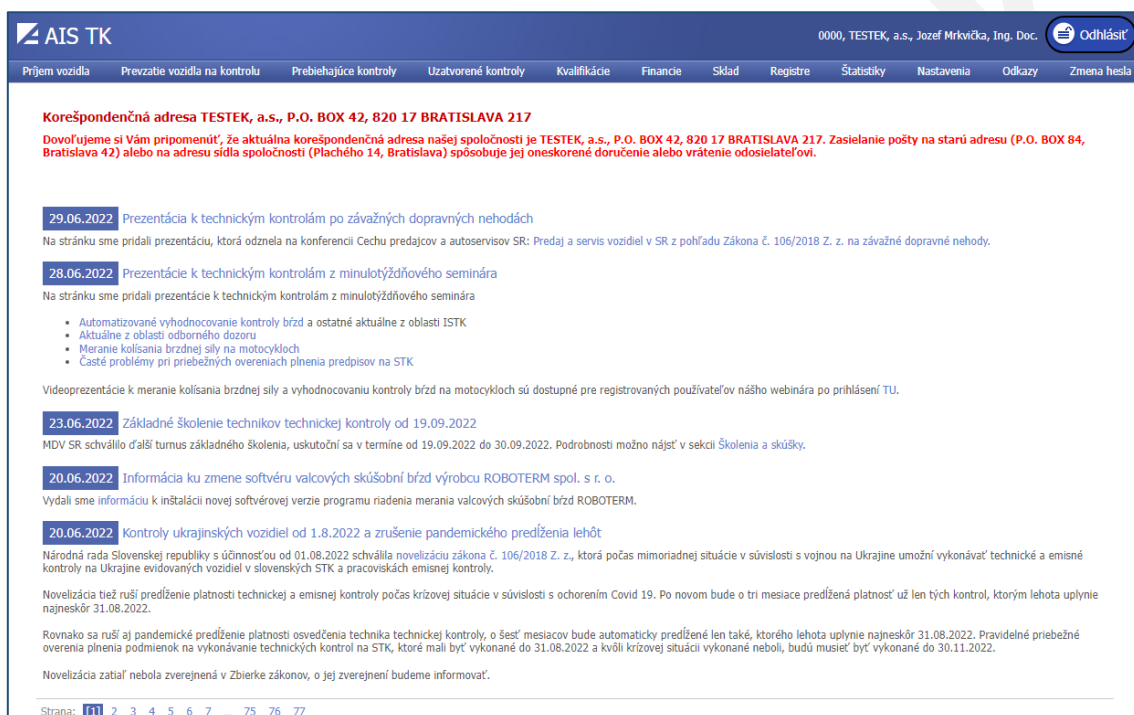 AIS TK
0000, TESTEK, a.s., Jozef Mrkvička, Ing. Doc.
Odhlásiť
Príjem vozidla Prevzatie vozidla na kontrolu Prebiehajúce kontroly Uzatvorené kontroly Kvalifikácie Financie Sklad Registre Štatistiky Nastavenia Odkazy Zmena hesla
Korešpondenčná adresa TESTEK, a.s., P.O. BOX 42, 820 17 BRATISLAVA 217
Dovoľujeme si Vám pripomenúť, že aktuálna korešpondenčná adresa našej spoločnosti je TESTEK, a.s., P.O. BOX 42, 820 17 BRATISLAVA 217. Zasielanie pošty na starú adresu (P.O. BOX 84,
Bratislava 42) alebo na adresu sídla spoločnosti (Plachého 14, Bratislava) spôsobuje jej oneskorené doručenie alebo vrátenie odosielateľovi.
29.06.2022 Prezentácia k technickým kontrolám po závažných dopravných nehodách
Na stránku sme pridali prezentáciu, ktorá odznela na konferencii Cechu predajcov a autoservisov SR: Predaj a servis vozidiel v SR z pohľadu Zákona č. 106/2018 Z. z. na závažné dopravné nehody.
28.06.2022 Prezentácie k technickým kontrolám z minulotýždňového seminára
Na stránku sme pridali prezentácie k technickým kontrolám z minulotýždňového seminára
▪ Automatizované vyhodnocovanie kontroly bŕzd a ostatné aktuálne z oblasti ISTK
▪ Aktuálne z oblasti odborného dozoru
▪ Meranie kolísania brzdnej sily na motocykloch
▪ Časté problémy pri priebežných overeniach plnenia predpisov na STK
Videoprezentácie k meranie kolísania brzdnej sily a vyhodnocovaniu kontroly bŕzd na motocykloch sú dostupné pre registrovaných používateľov nášho webinára po prihlásení TU.
23.06.2022 Základné školenie technikov technickej kontroly od 19.09.2022
MDV SR schválilo ďalší turnus základného školenia, uskutoční sa v termíne od 19.09.2022 do 30.09.2022. Podrobnosti možno nájsť v sekcii Školenia a skúšky.
20.06.2022 Informácia ku zmene softvéru valcových skúšobní bŕzd výrobcu ROBOTERM spol. s r. o.
Vydali sme informáciu k inštalácii novej softvérovej verzie programu riadenia merania valcových skúšobní bŕzd ROBOTERM.
20.06.2022 Kontroly ukrajinských vozidiel od 1.8.2022 a zrušenie pandemického predĺženia lehôt
Národná rada Slovenskej republiky s účinnosťou od 01.08.2022 schválila novelizáciu zákona č. 106/2018 Z. z., ktorá počas mimoriadnej situácie v súvislosti s vojnou na Ukrajine umožní vykonávať technické a emisné
kontroly na Ukrajine evidovaných vozidiel v slovenských STK a pracoviskách emisnej kontroly.
Novelizácia tiež ruší predĺženie platnosti technickej a emisnej kontroly počas krízovej situácie v súvislosti s ochorením Covid 19. Po novom bude o tri mesiace predĺžená platnosť už len tých kontrol, ktorým lehota uplynie
najneskôr 31.08.2022.
Rovnako sa ruší aj pandemické predĺženie platnosti osvedčenia technika technickej kontroly, o šesť mesiacov bude automaticky predĺžené len také, ktorého lehota uplynie najneskôr 31.08.2022. Pravidelné priebežné
overenia plnenia podmienok na vykonávanie technických kontrol na STK, ktoré mali byť vykonané do 31.08.2022 a kvôli krízovej situácii vykonané neboli, budú musieť byť vykonané do 30.11.2022.
Novelizácia zatiaľ nebola zverejnená v Zbierke zákonov, o jej zverejnení budeme informovať.
Strana: [1] 2 3 4 5 6 7 ... 75 76 77